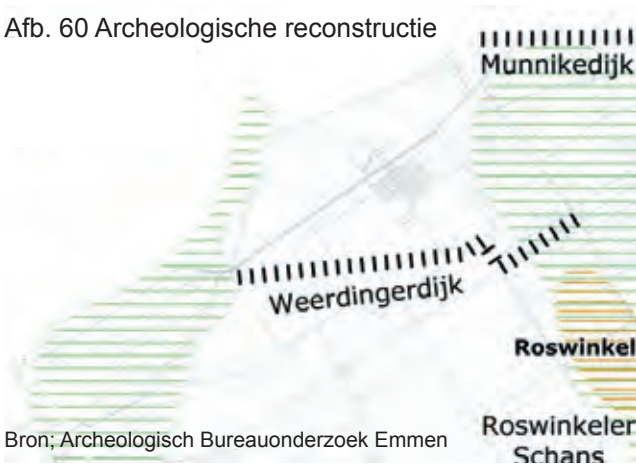 Afb. 60 Archeologische reconstructie
Munnikedijk
Weerdingerdijk
Roswinkel
Roswinkeler
Schans
Bron; Archeologisch Bureauonderzoek Emmen